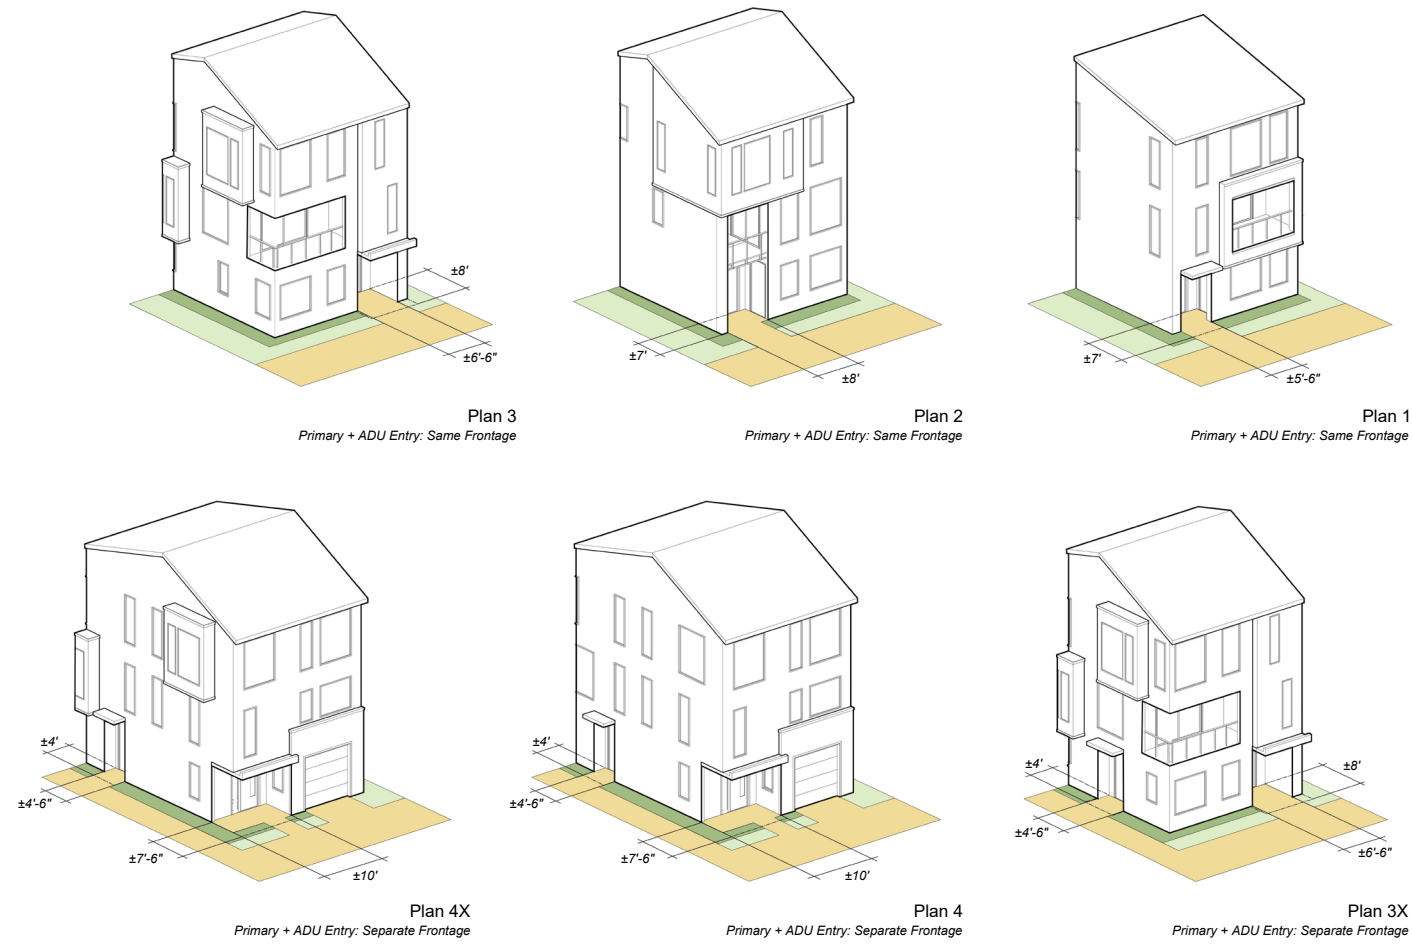 ±8'
±6'-6"
Plan 3
Primary + ADU Entry: Same Frontage
±7'
±8'
Plan 2
Primary + ADU Entry: Same Frontage
±7'
±5'-6"
Plan 1
Primary + ADU Entry: Same Frontage
±4'
±4'-6"
±7'-6"
±10'
Plan 4X
Primary + ADU Entry: Separate Frontage
±4'
±4'-6"
±7'-6"
±10'
Plan 4
Primary + ADU Entry: Separate Frontage
±4'
±8'
±4'-6"
±6'-6"
Plan 3X
Primary + ADU Entry: Separate Frontage